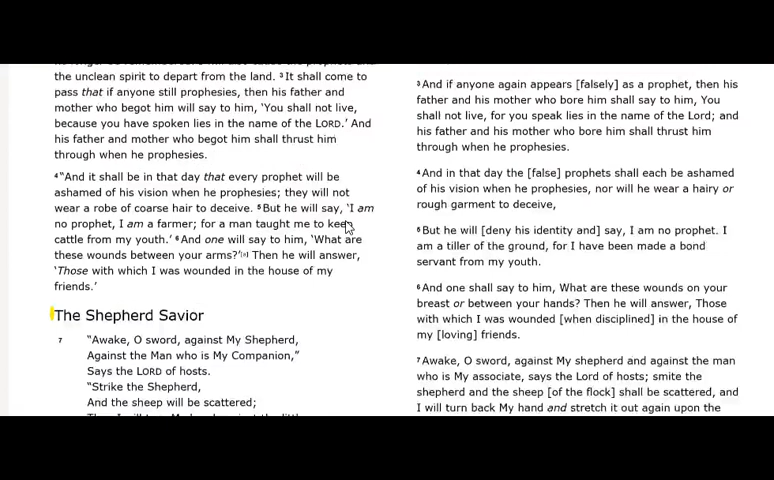 the unclean spirit to depart from the land. ³It shall come to
pass that if anyone still prophesies, then his father and
mother who begot him will say to him, ‘You shall not live,
because you have spoken lies in the name of the LORD.’ And
his father and mother who begot him shall thrust him
through when he prophesies.
⁴“And it shall be in that day that every prophet will be
ashamed of his vision when he prophesies; they will not
wear a robe of coarse hair to deceive. ⁵But he will say, ‘I am
no prophet, I am a farmer; for a man taught me to keep
cattle from my youth.’ ⁶And one will say to him, ‘What are
these wounds between your arms?’[a] Then he will answer,
‘Those with which I was wounded in the house of my
friends.’
The Shepherd Savior
7 “Awake, O sword, against My Shepherd,
Against the Man who is My Companion,”
Says the LORD of hosts.
“Strike the Shepherd,
And the sheep will be scattered;
³And if anyone again appears [falsely] as a prophet, then his
father and his mother who bore him shall say to him, You
shall not live, for you speak lies in the name of the Lord; and
his father and his mother who bore him shall thrust him
through when he prophesies.
⁴And in that day the [false] prophets shall each be ashamed
of his vision when he prophesies, nor will he wear a hairy or
rough garment to deceive,
⁵But he will [deny his identity and] say, I am no prophet. I
am a tiller of the ground, for I have been made a bond
servant from my youth.
⁶And one shall say to him, What are these wounds on your
breast or between your hands? Then he will answer, Those
with which I was wounded [when disciplined] in the house of
my [loving] friends.
⁷Awake, O sword, against My shepherd and against the man
who is My associate, says the Lord of hosts; smite the
shepherd and the sheep [of the flock] shall be scattered, and
I will turn back My hand and stretch it out again upon the